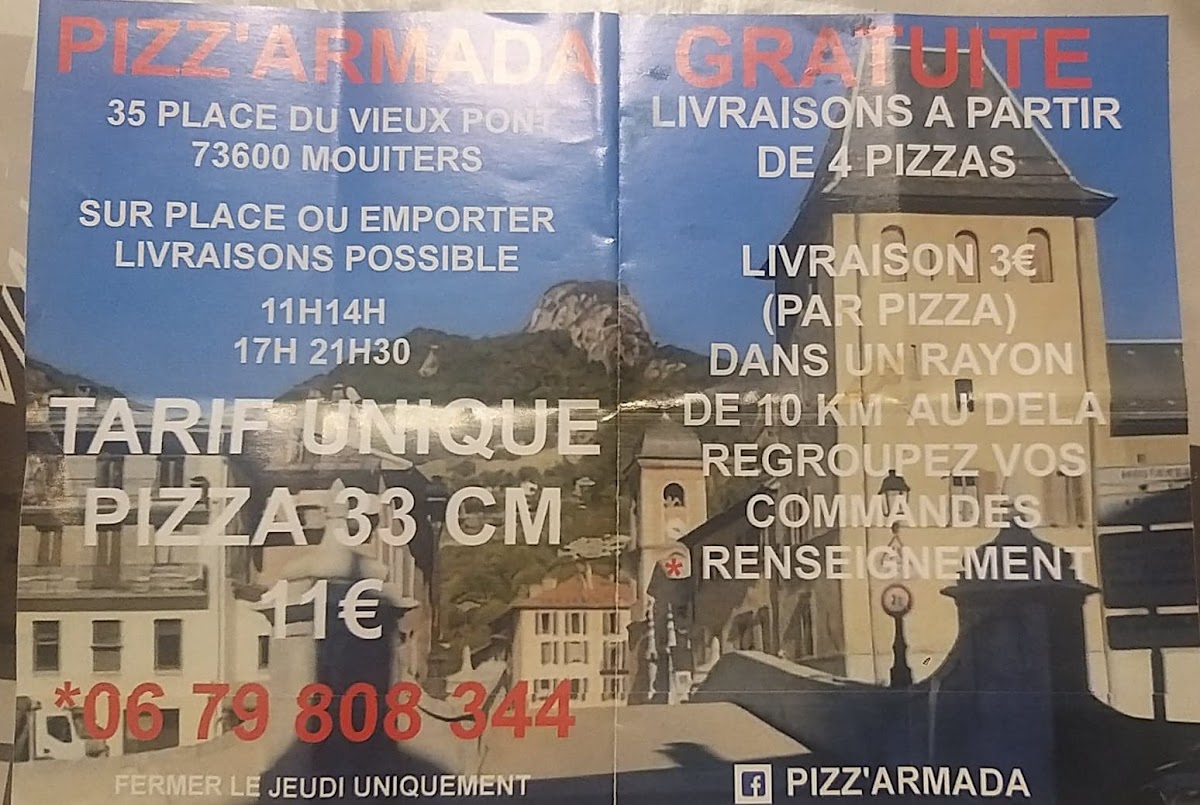 PIZZ'ARMADA
35 PLACE DU VIEUX PONT
73600 MOUITERS
SUR PLACE OU EMPORTER
LIVRAISONS POSSIBLE
11H14H
17H 21H30
TARIF UNIQUE
PIZZA 33 CM
11€
*06 79 808 344
FERMER LE JEUDI UNIQUEMENT
GRATUITE
LIVRAISONS A PARTIR
DE 4 PIZZAS
LIVRAISON 3€
(PAR PIZZA)
DANS UN RAYON
DE 10 KM AU DELA
REGROUPEZ VOS
COMMANDES
* RENSEIGNEMENT
f PIZZ'ARMADA